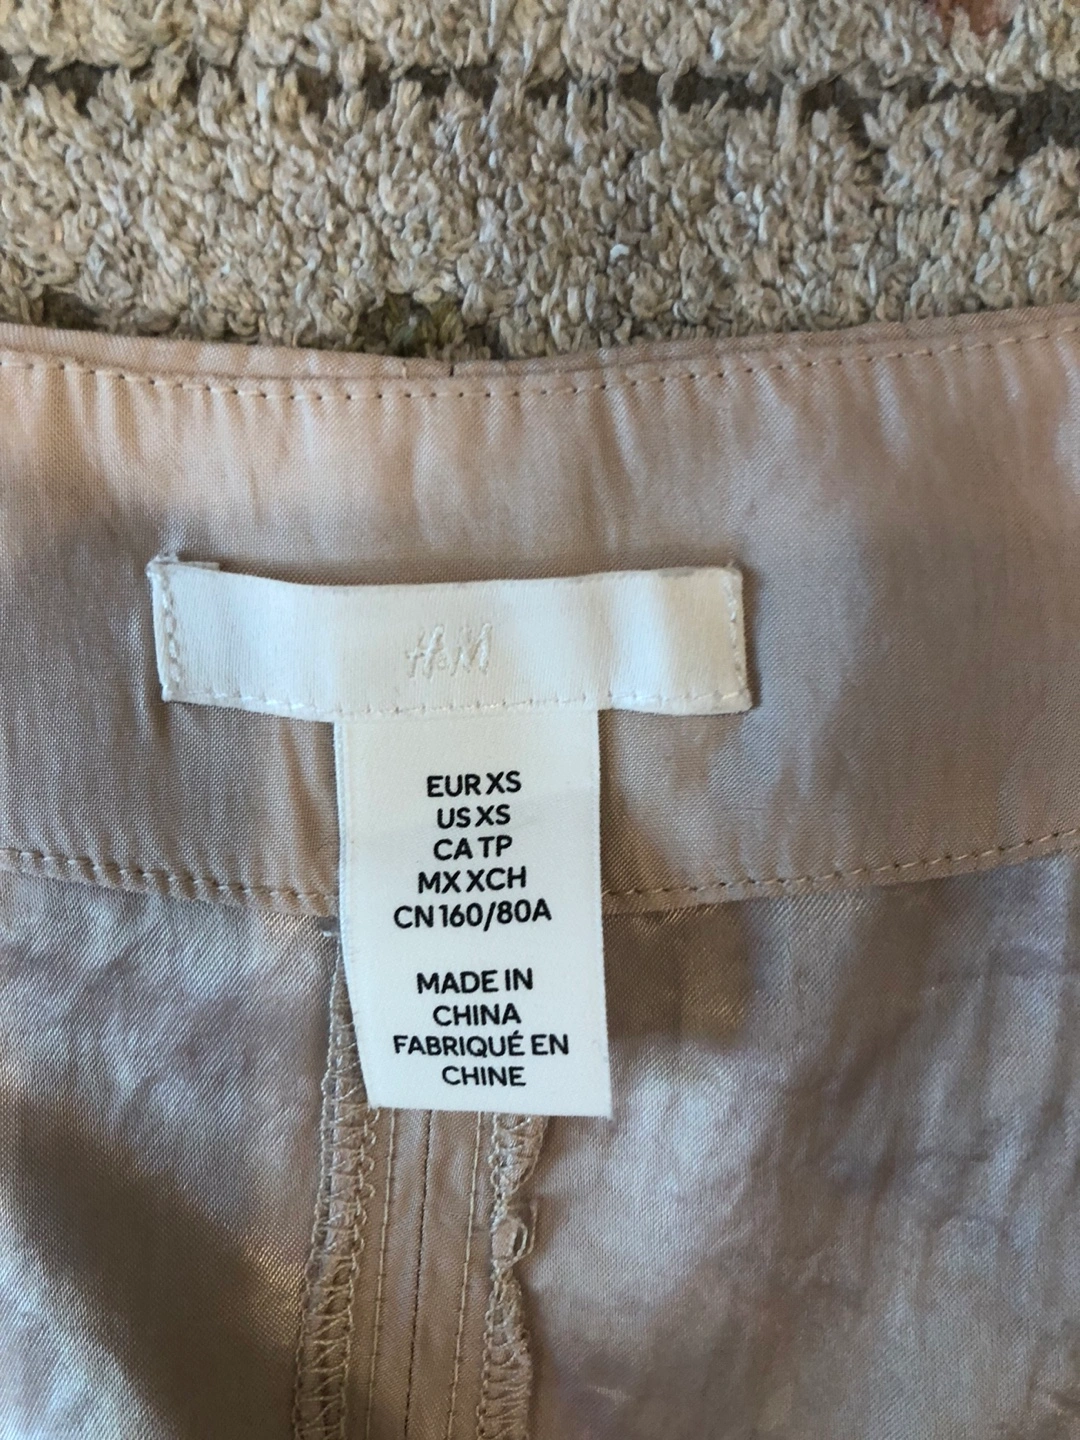 H&M
EUR XS
US XS
CA TP
MX XCH
CN 160/80A
MADE IN
CHINA
FABRIQUÉ EN
CHINE